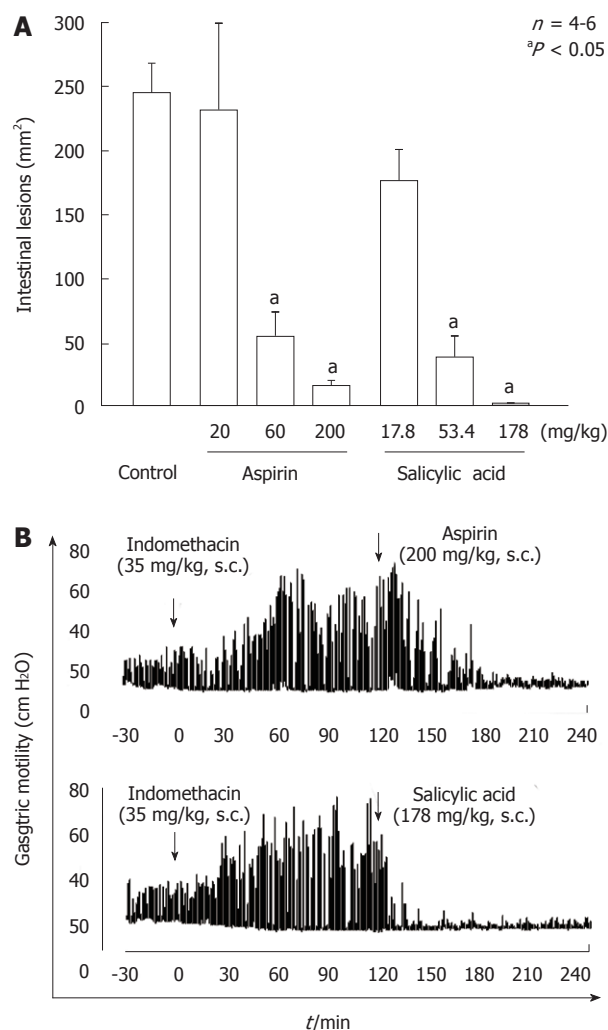 A
n = 4-6
ᵃP < 0.05
Intestinal lesions (mm²)
300
250
200
150
100
50
0
a
a
a
a
20 60 200 17.8 53.4 178 (mg/kg)
Control Aspirin Salicylic acid
B
Gasgtric motility (cm H₂O)
80
60
40
50
0
Indomethacin
(35 mg/kg, s.c.)
Aspirin
(200 mg/kg, s.c.)
-30 0 30 60 90 120 150 180 210 240
80
60
40
50
0
Indomethacin
(35 mg/kg, s.c.)
Salicylic acid
(178 mg/kg, s.c.)
-30 0 30 60 90 120 150 180 210 240
t/min